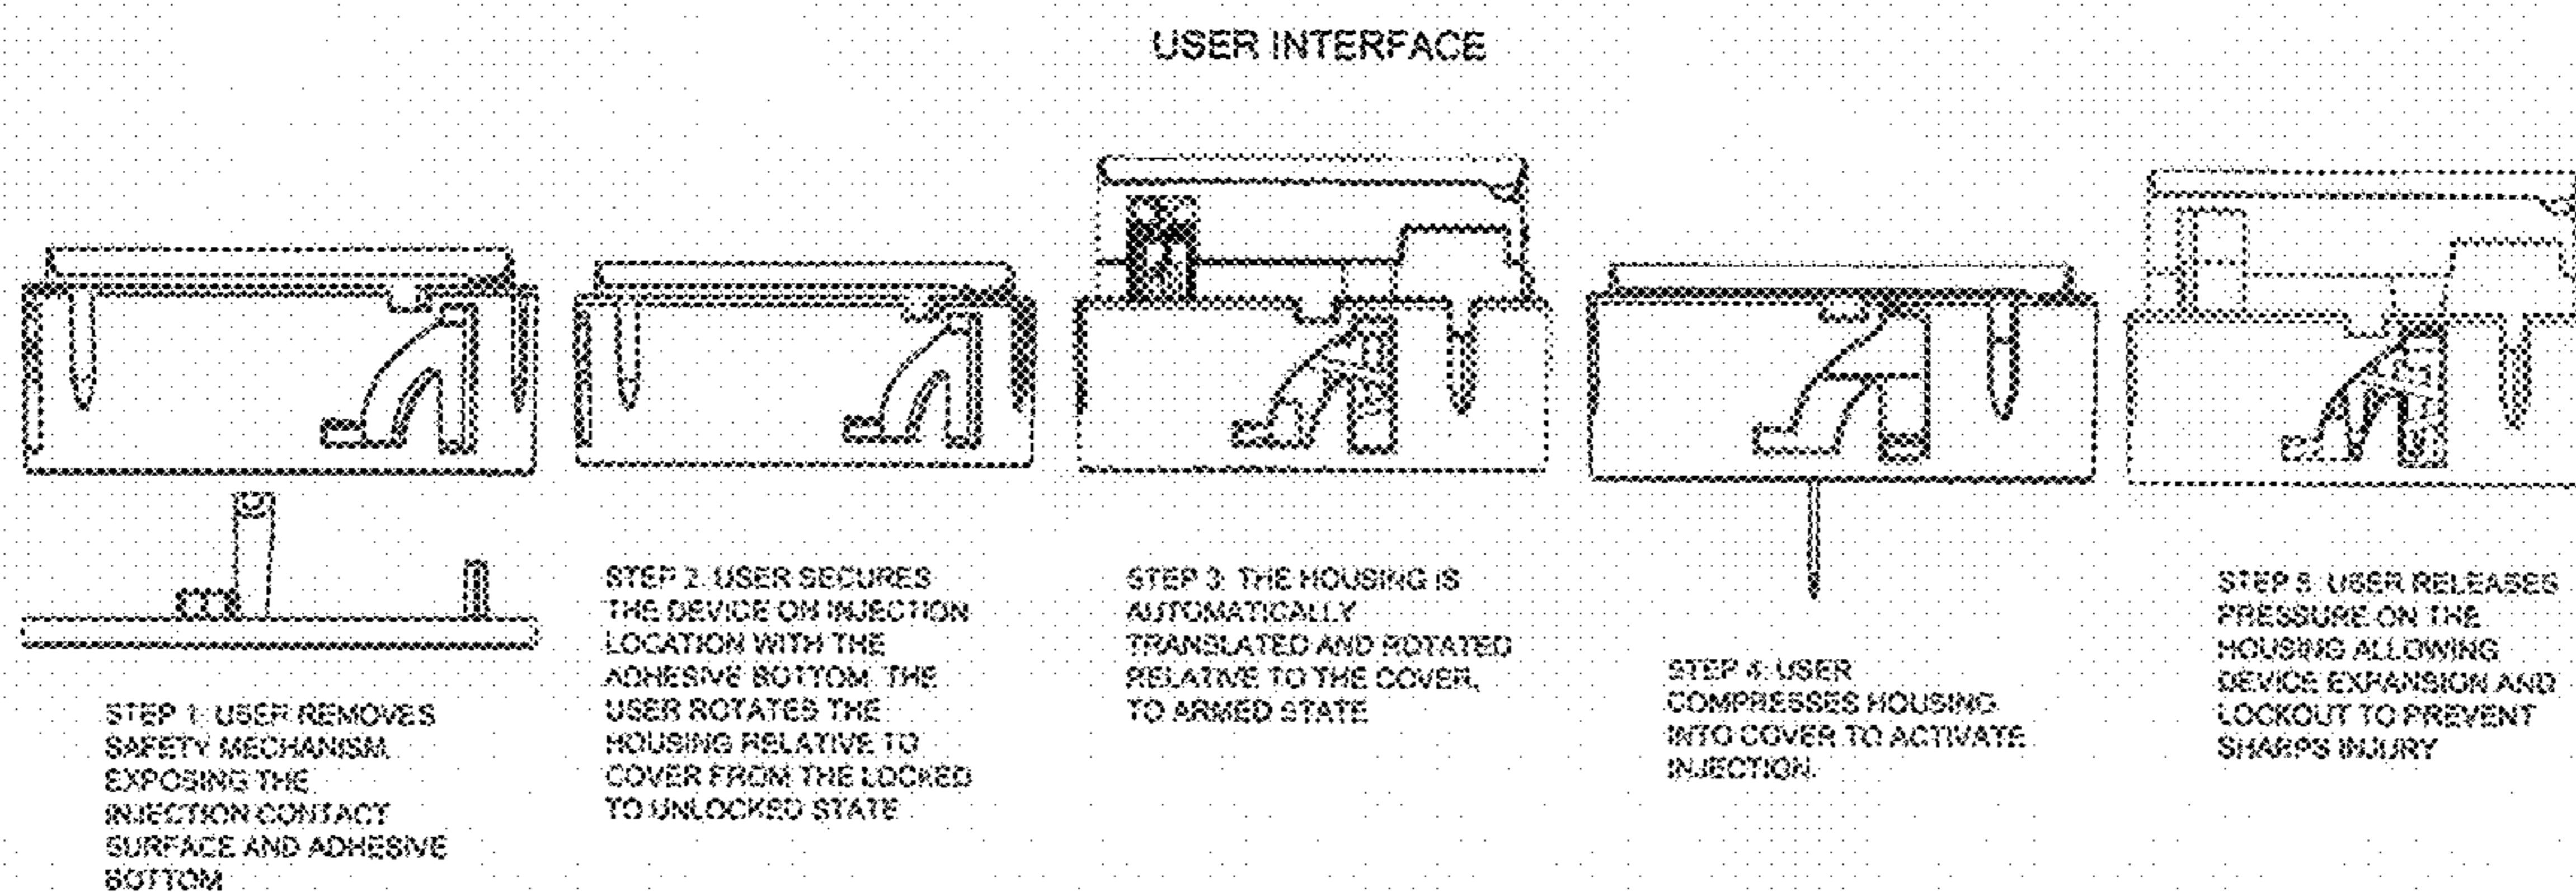 USER INTERFACE
STEP 1: USER REMOVES
SAFETY MECHANISM,
EXPOSING THE
INJECTION CONTACT
SURFACE AND ADHESIVE
BOTTOM
STEP 2: USER SECURES
THE DEVICE ON INJECTION
LOCATION WITH THE
ADHESIVE BOTTOM. THE
USER ROTATES THE
HOUSING RELATIVE TO
COVER FROM THE LOCKED
TO UNLOCKED STATE
STEP 3: THE HOUSING IS
AUTOMATICALLY
TRANSLATED AND ROTATED
RELATIVE TO THE COVER,
TO ARMED STATE
STEP 4: USER
COMPRESSES HOUSING
INTO COVER TO ACTIVATE
INJECTION.
STEP 5: USER RELEASES
PRESSURE ON THE
HOUSING ALLOWING
DEVICE EXPANSION AND
LOCKOUT TO PREVENT
SHARPS INJURY